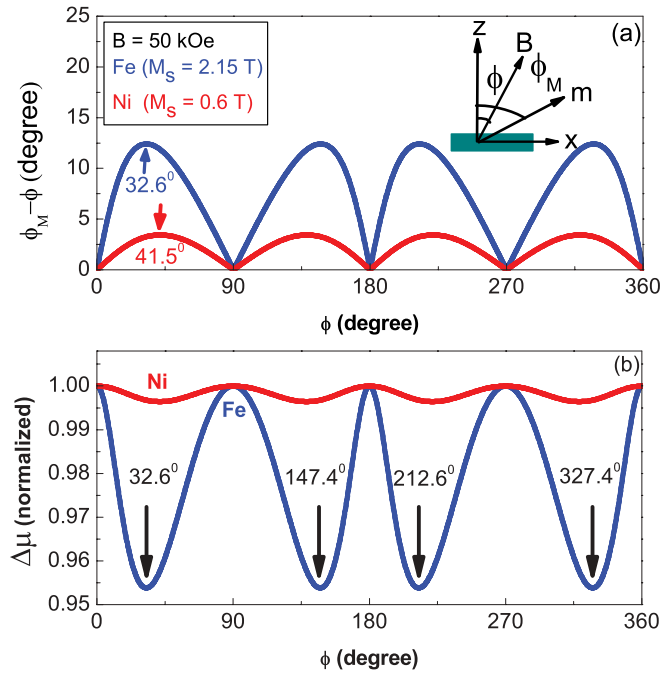 (a)
B = 50 kOe
Fe (Mₛ = 2.15 T)
Ni (Mₛ = 0.6 T)
z
B
ϕ
ϕ_M
m
x
25
20
15
10
5
0
ϕ_M−ϕ (degree)
32.6⁰
41.5⁰
0 90 180 270 360
ϕ (degree)
(b)
Ni
Fe
1.00
0.99
0.98
0.97
0.96
0.95
Δμ (normalized)
32.6⁰ 147.4⁰ 212.6⁰ 327.4⁰
0 90 180 270 360
ϕ (degree)